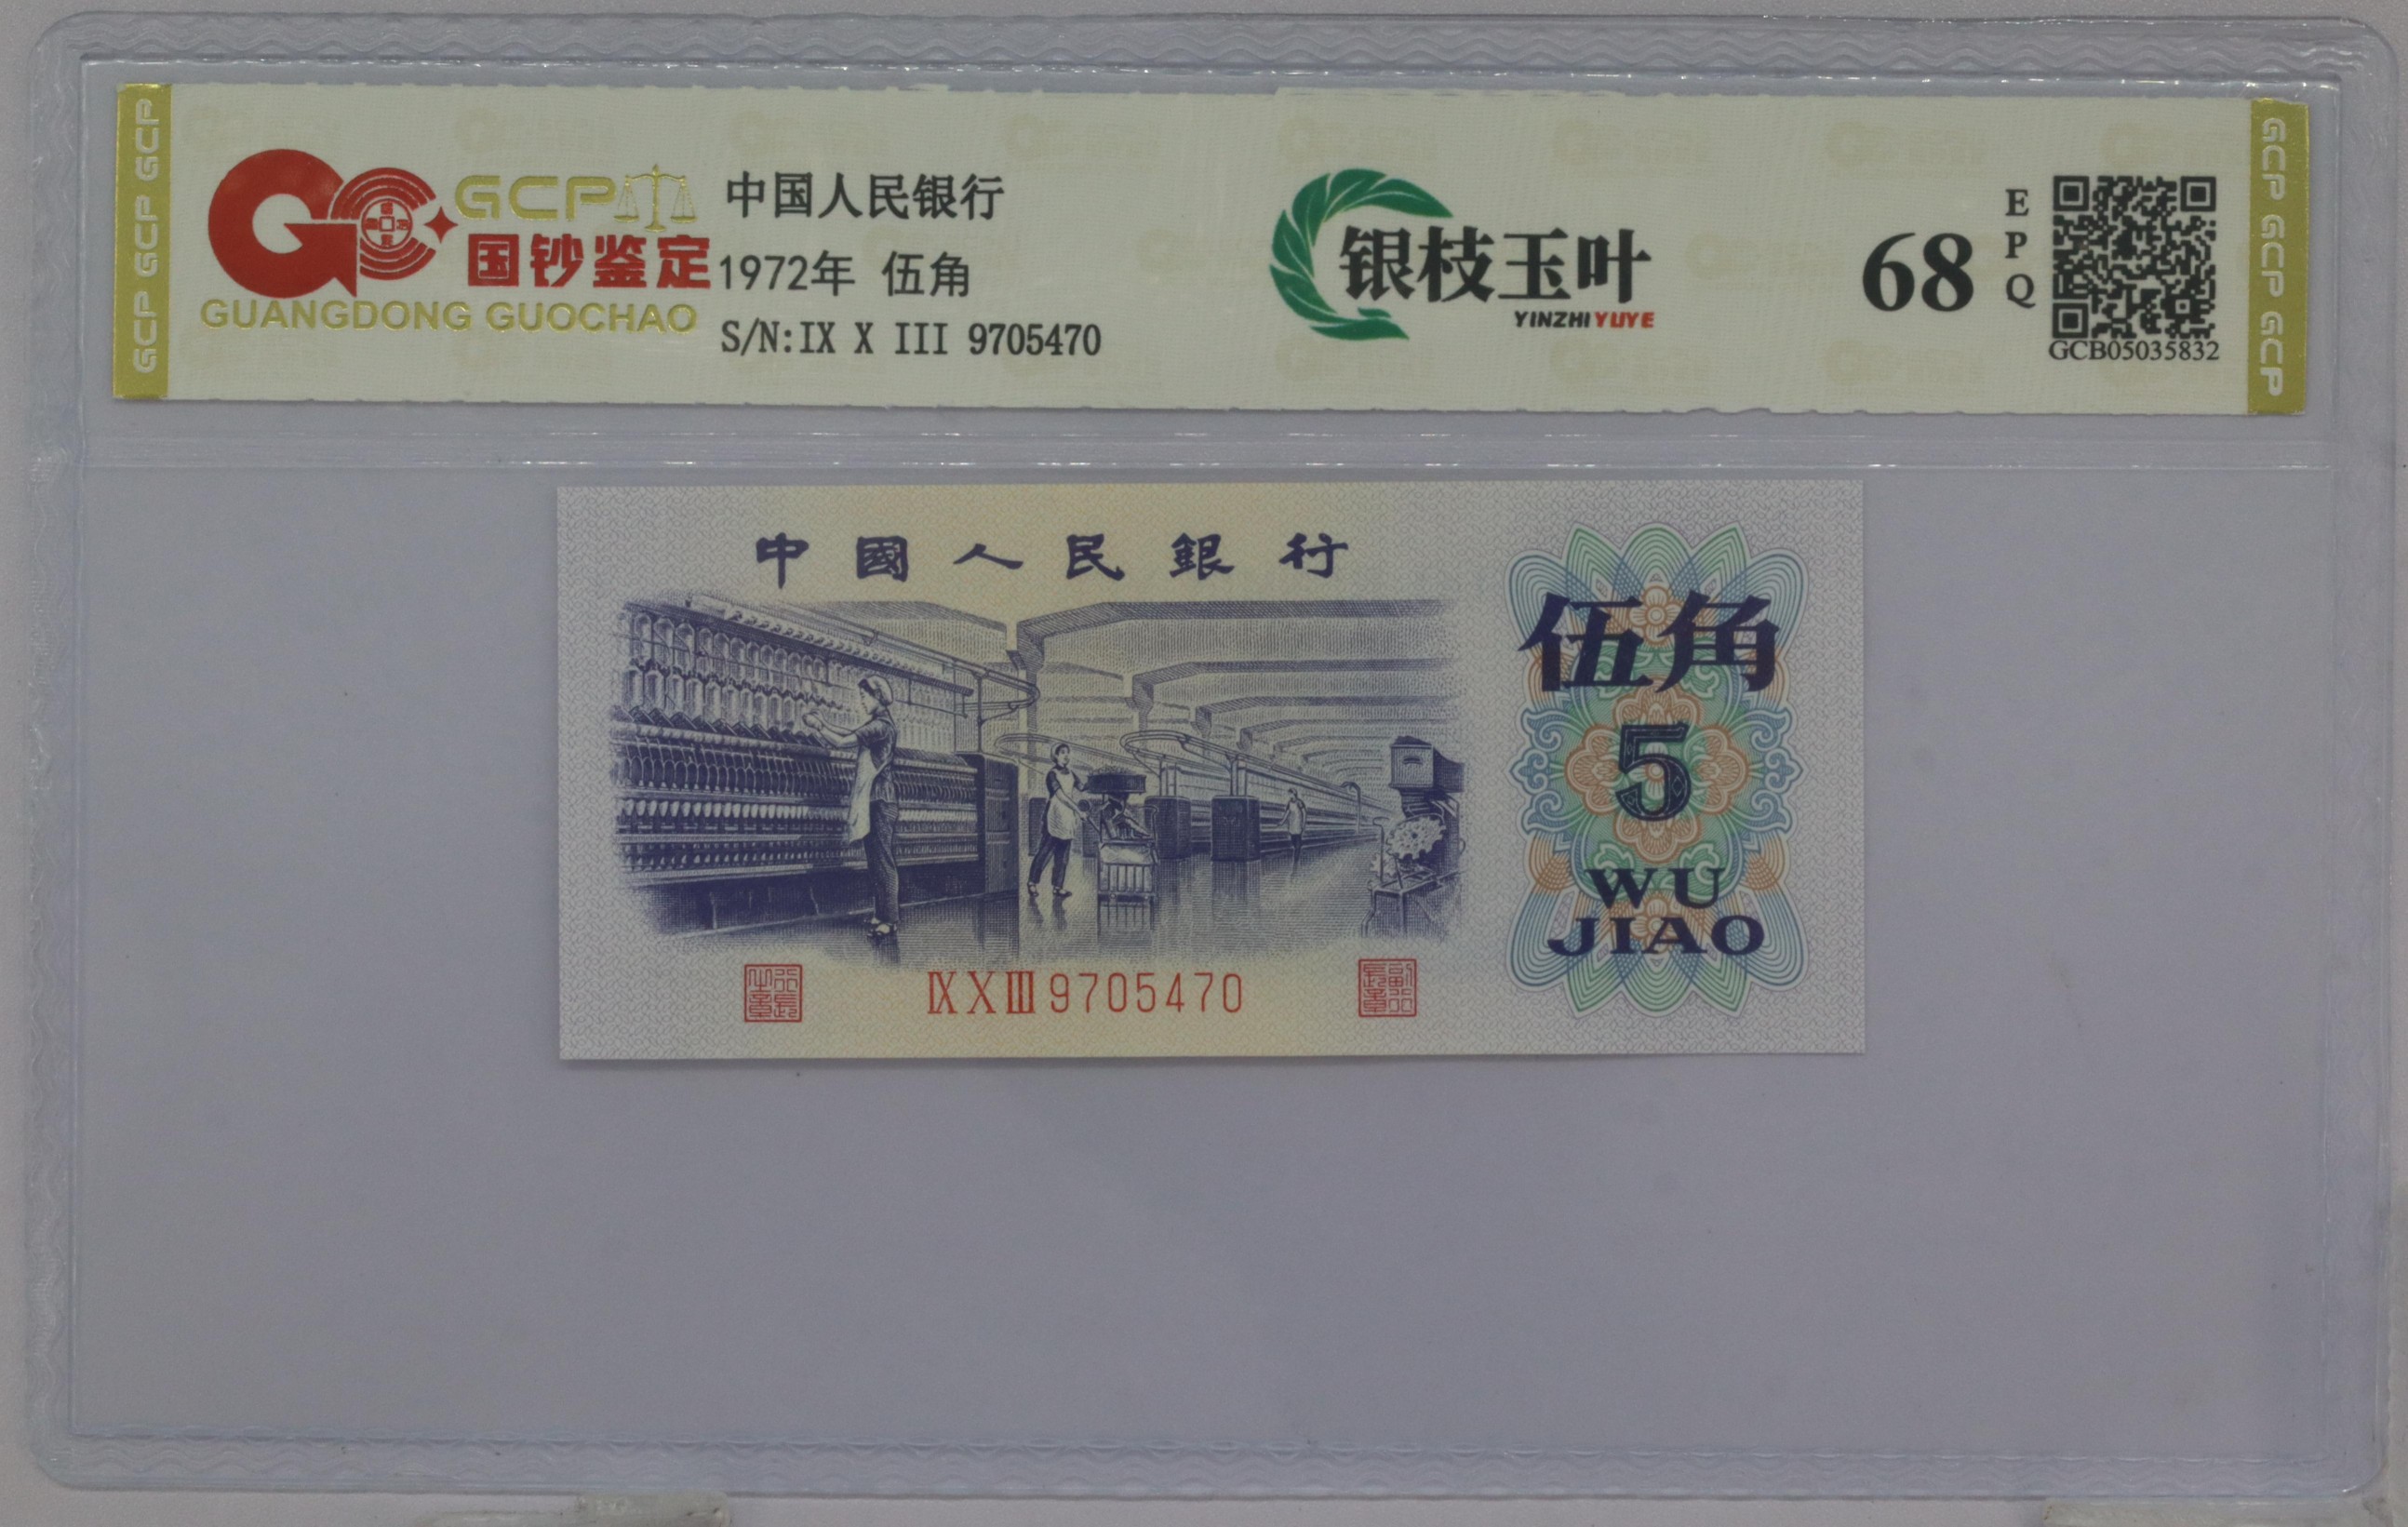 GCP GCP GCP
GCP
国钞鉴定
GUANGDONG GUOCHAO
中国人民银行
1972年 伍角
S/N:IX X III 9705470
银枝玉叶
YINZHI YUYE
68
EPQ
GCB05035832
GCP GCP GCP
中國人民銀行
伍角
5
WU
JIAO
ⅨⅩⅢ9705470